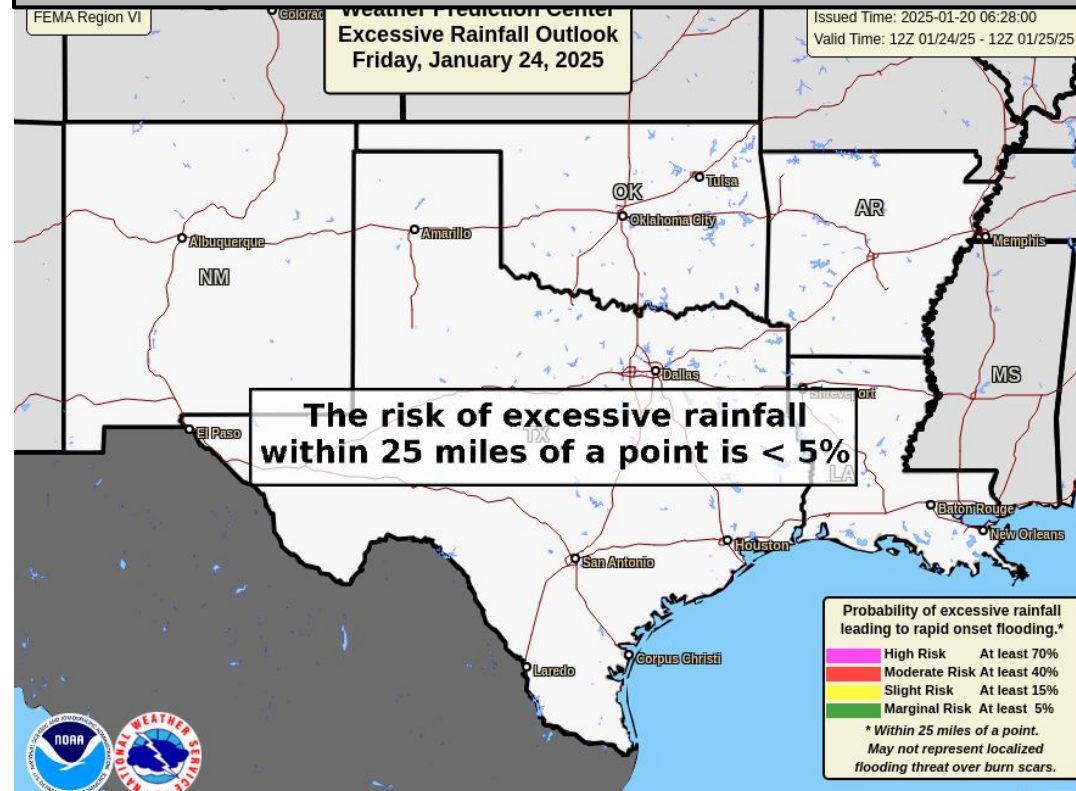 FEMA Region VI
Colorad
Weather Prediction Center
Excessive Rainfall Outlook
Friday, January 24, 2025
Issued Time: 2025-01-20 06:28:00
Valid Time: 12Z 01/24/25 - 12Z 01/25/25
OK
Tulsa
AR
Oklahoma City
Amarillo
Albuquerque
Memphis
NM
Dallas
MS
Shreveport
The risk of excessive rainfall
El Paso
TX
within 25 miles of a point is < 5%
LA
Baton Rouge
New Orleans
Houston
San Antonio
Corpus Christi
Laredo
Probability of excessive rainfall
leading to rapid onset flooding.*
High Risk At least 70%
Moderate Risk At least 40%
Slight Risk At least 15%
Marginal Risk At least 5%
* Within 25 miles of a point.
May not represent localized
flooding threat over burn scars.
NOAA
NATIONAL WEATHER SERVICE